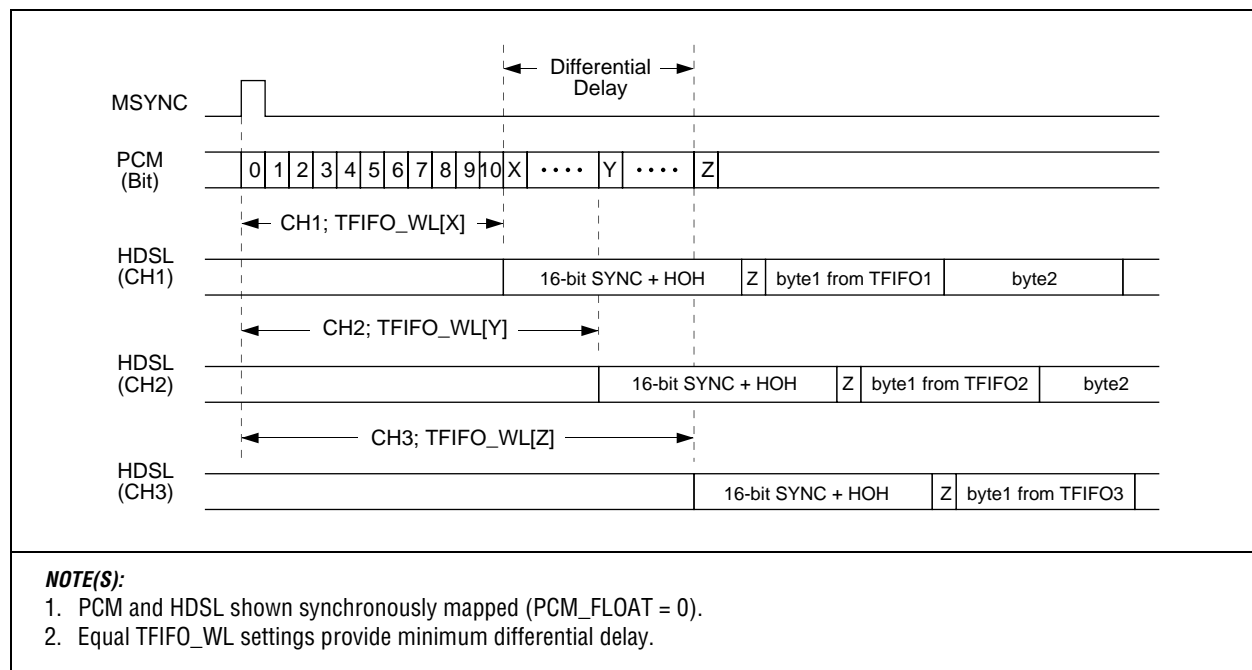 Differential
Delay
MSYNC
PCM
(Bit)
0 1 2 3 4 5 6 7 8 9 10 X • • • • Y • • • • Z
CH1; TFIFO_WL[X]
HDSL
(CH1)
16-bit SYNC + HOH Z byte1 from TFIFO1 byte2
CH2; TFIFO_WL[Y]
HDSL
(CH2)
16-bit SYNC + HOH Z byte1 from TFIFO2 byte2
CH3; TFIFO_WL[Z]
HDSL
(CH3)
16-bit SYNC + HOH Z byte1 from TFIFO3
NOTE(S):
1. PCM and HDSL shown synchronously mapped (PCM_FLOAT = 0).
2. Equal TFIFO_WL settings provide minimum differential delay.